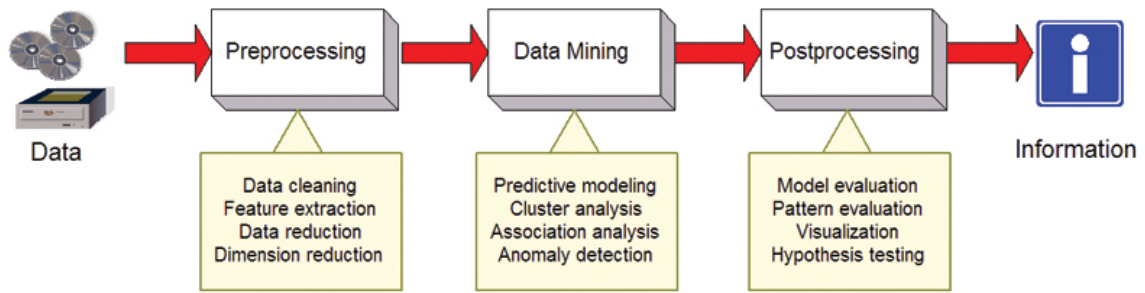 Preprocessing
Data Mining
Postprocessing
Data
Information
Data cleaning
Feature extraction
Data reduction
Dimension reduction
Predictive modeling
Cluster analysis
Association analysis
Anomaly detection
Model evaluation
Pattern evaluation
Visualization
Hypothesis testing